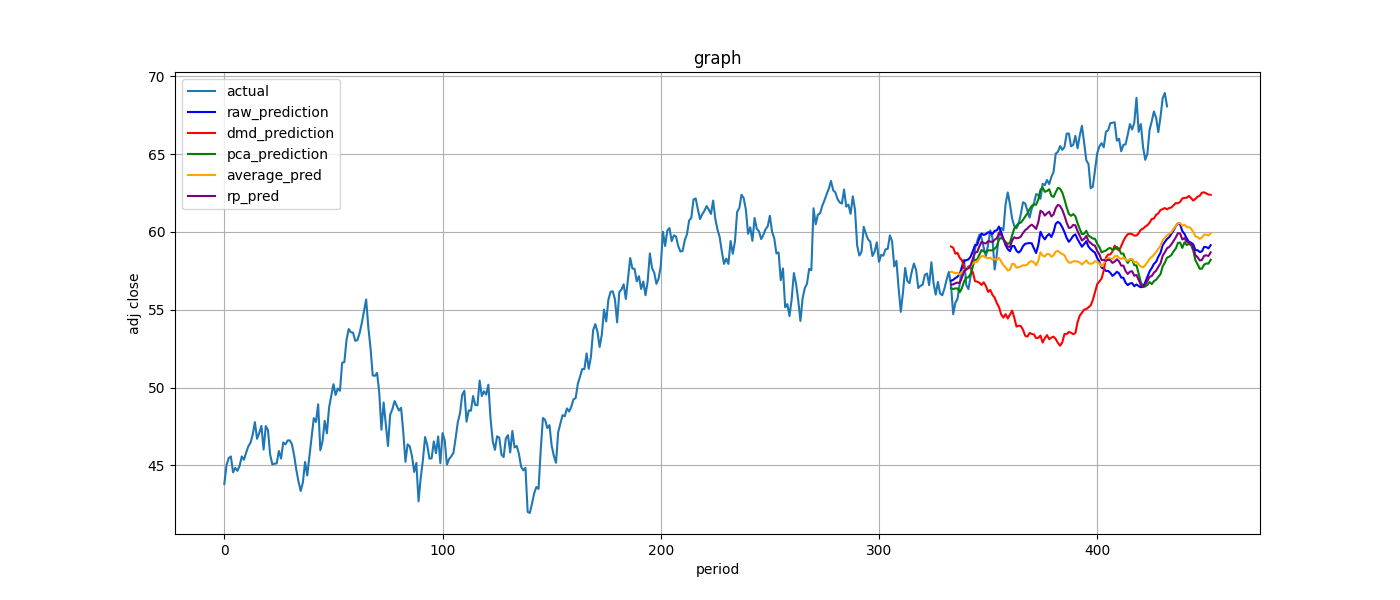 graph
70
65
60
55
50
45
adj close
actual
raw_prediction
dmd_prediction
pca_prediction
average_pred
rp_pred
0 100 200 300 400
period